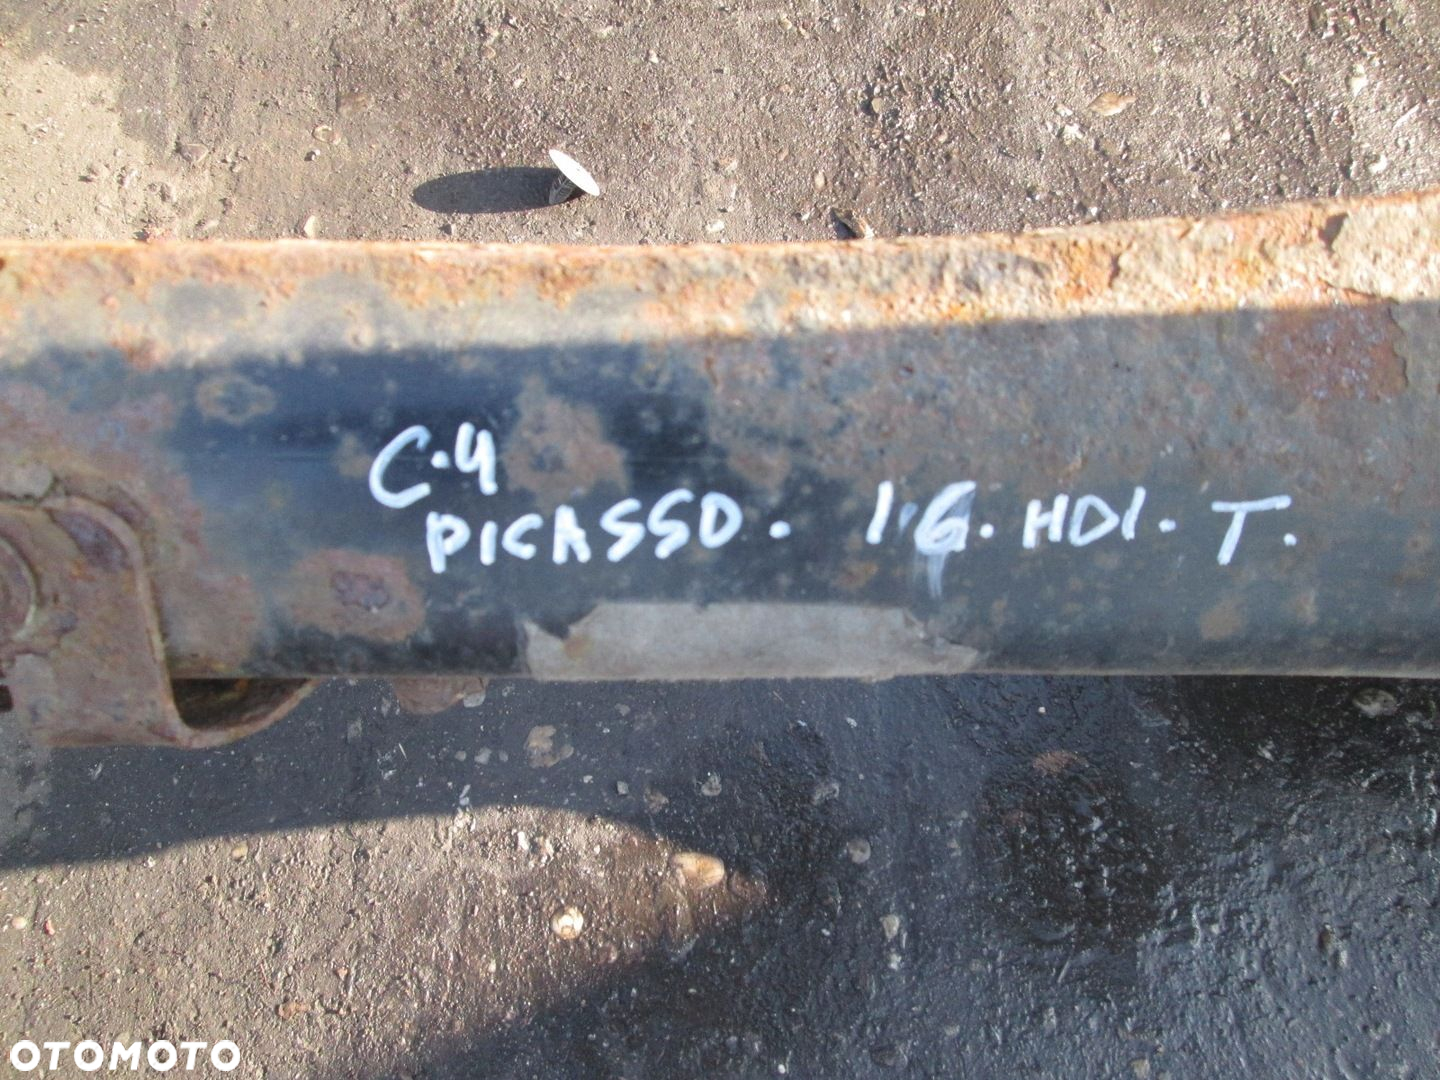 C.4
PICASSO. 1.6. HDI. T.
OTOMOTO